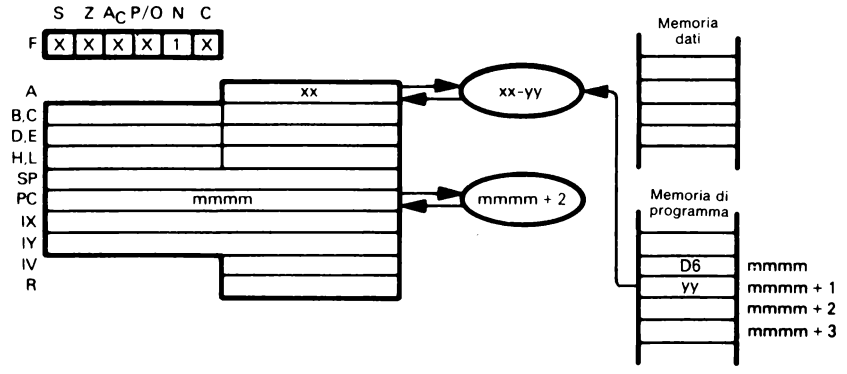 S Z AC P/O N C
F X X X X 1 X
A xx
B,C
D,E
H,L
SP
PC mmmm
IX
IY
IV
R
xx-yy
mmmm + 2
Memoria
dati
Memoria di
programma
D6 mmmm
yy mmmm + 1
mmmm + 2
mmmm + 3